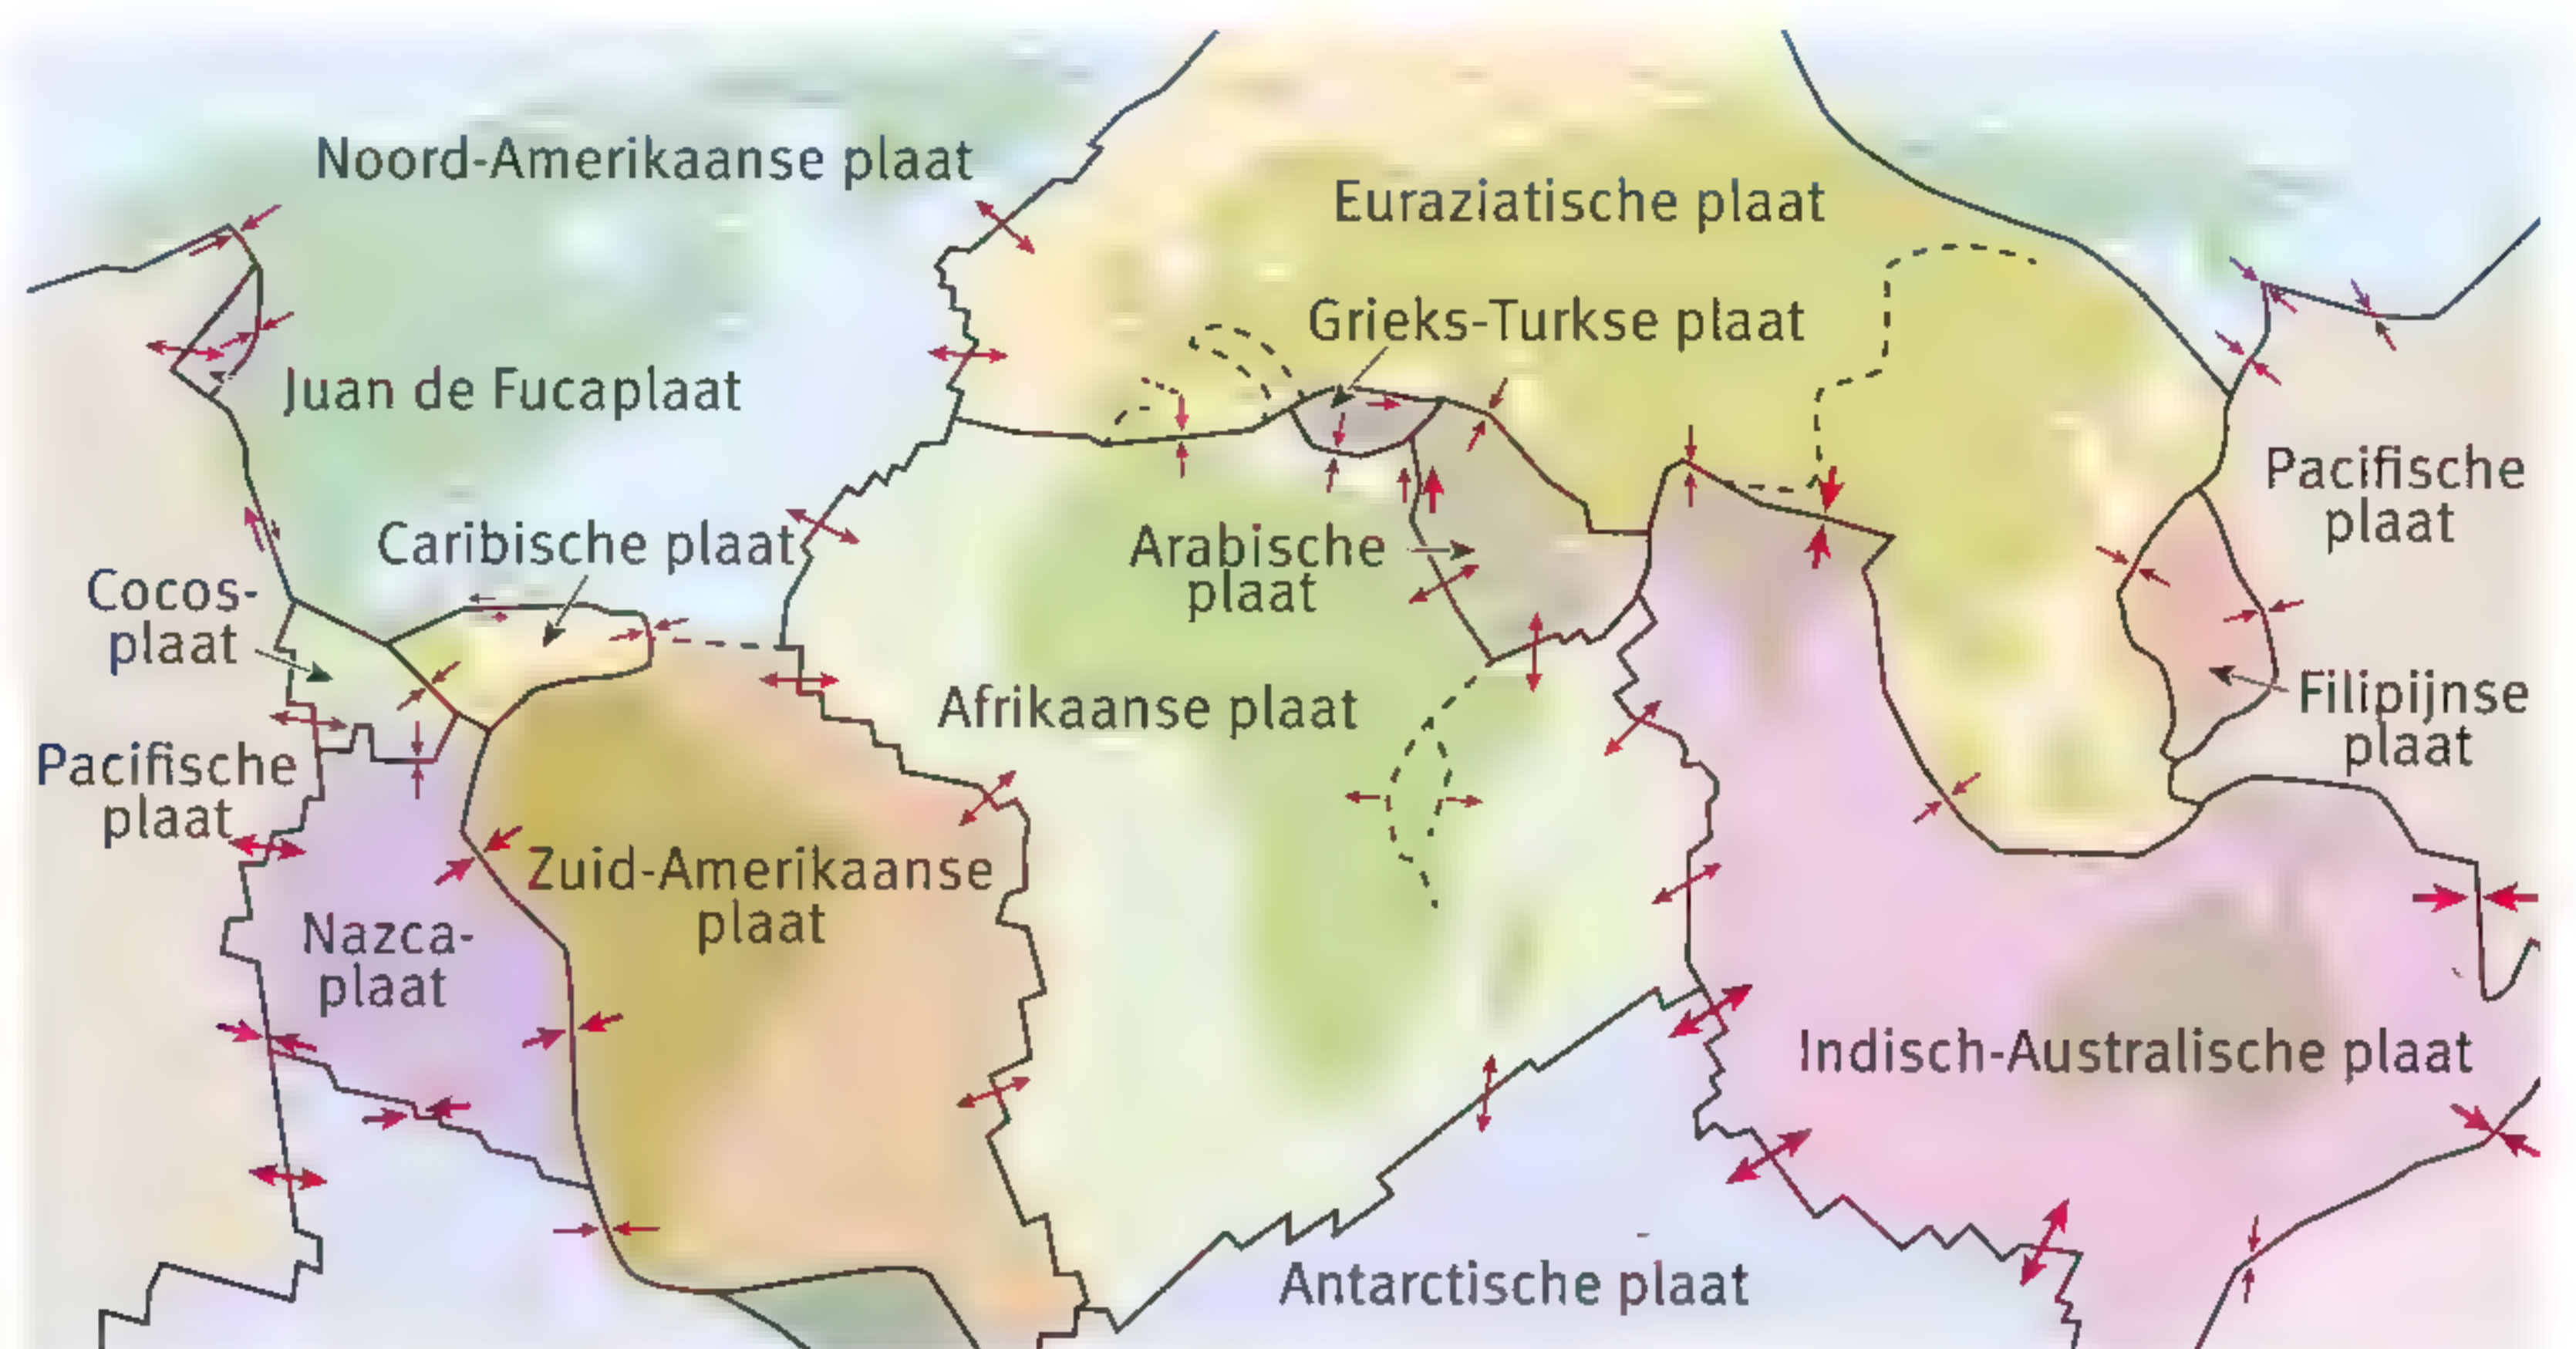 Noord-Amerikaanse plaat
Euraziatische plaat
Grieks-Turkse plaat
Juan de Fucaplaat
Pacifische
plaat
Caribische plaat
Arabische
plaat
Cocos-
plaat
Afrikaanse plaat
Filipijnse
plaat
Pacifische
plaat
Zuid-Amerikaanse
plaat
Nazca-
plaat
Indisch-Australische plaat
Antarctische plaat